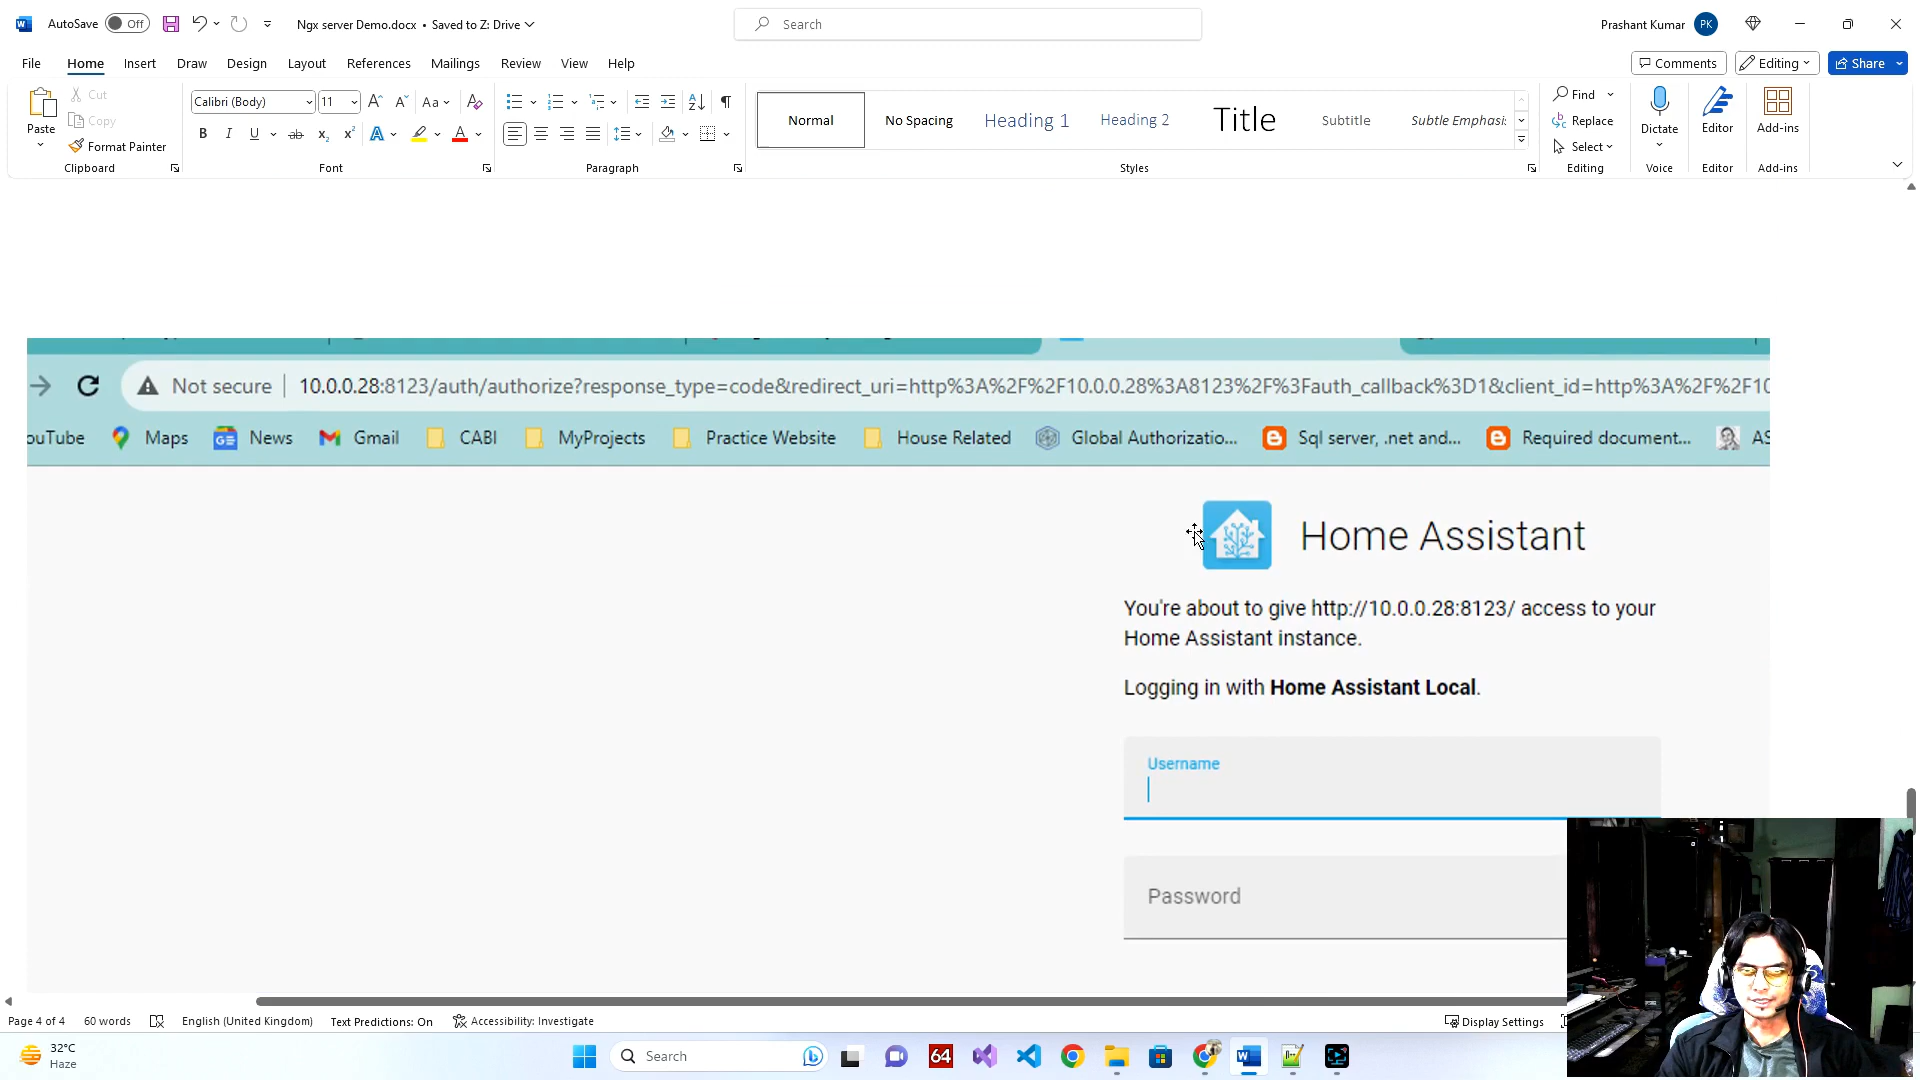 AutoSave Off Ngx server Demo.docx • Saved to Z: Drive Search Prashant Kumar PK
File Home Insert Draw Design Layout References Mailings Review View Help Comments Editing Share
Paste Cut Copy Format Painter
Calibri (Body) 11
Normal No Spacing Heading 1 Heading 2 Title Subtitle Subtle Emphasis
Find Replace Select
Dictate Editor Add-ins
Clipboard Font Paragraph Styles Editing Voice Editor Add-ins
Not secure 10.0.0.28:8123/auth/authorize?response_type=code&redirect_uri=http%3A%2F%2F10.0.0.28%3A8123%2F%3Fauth_callback%3D1&client_id=http%3A%2F%2F10
ouTube Maps News Gmail CABI MyProjects Practice Website House Related Global Authorizatio... Sql server, .net and... Required document... AS
Home Assistant
You're about to give http://10.0.0.28:8123/ access to your
Home Assistant instance.
Logging in with Home Assistant Local.
Username
Password
Page 4 of 4 60 words English (United Kingdom) Text Predictions: On Accessibility: Investigate Display Settings
32°C
Haze
Search
64